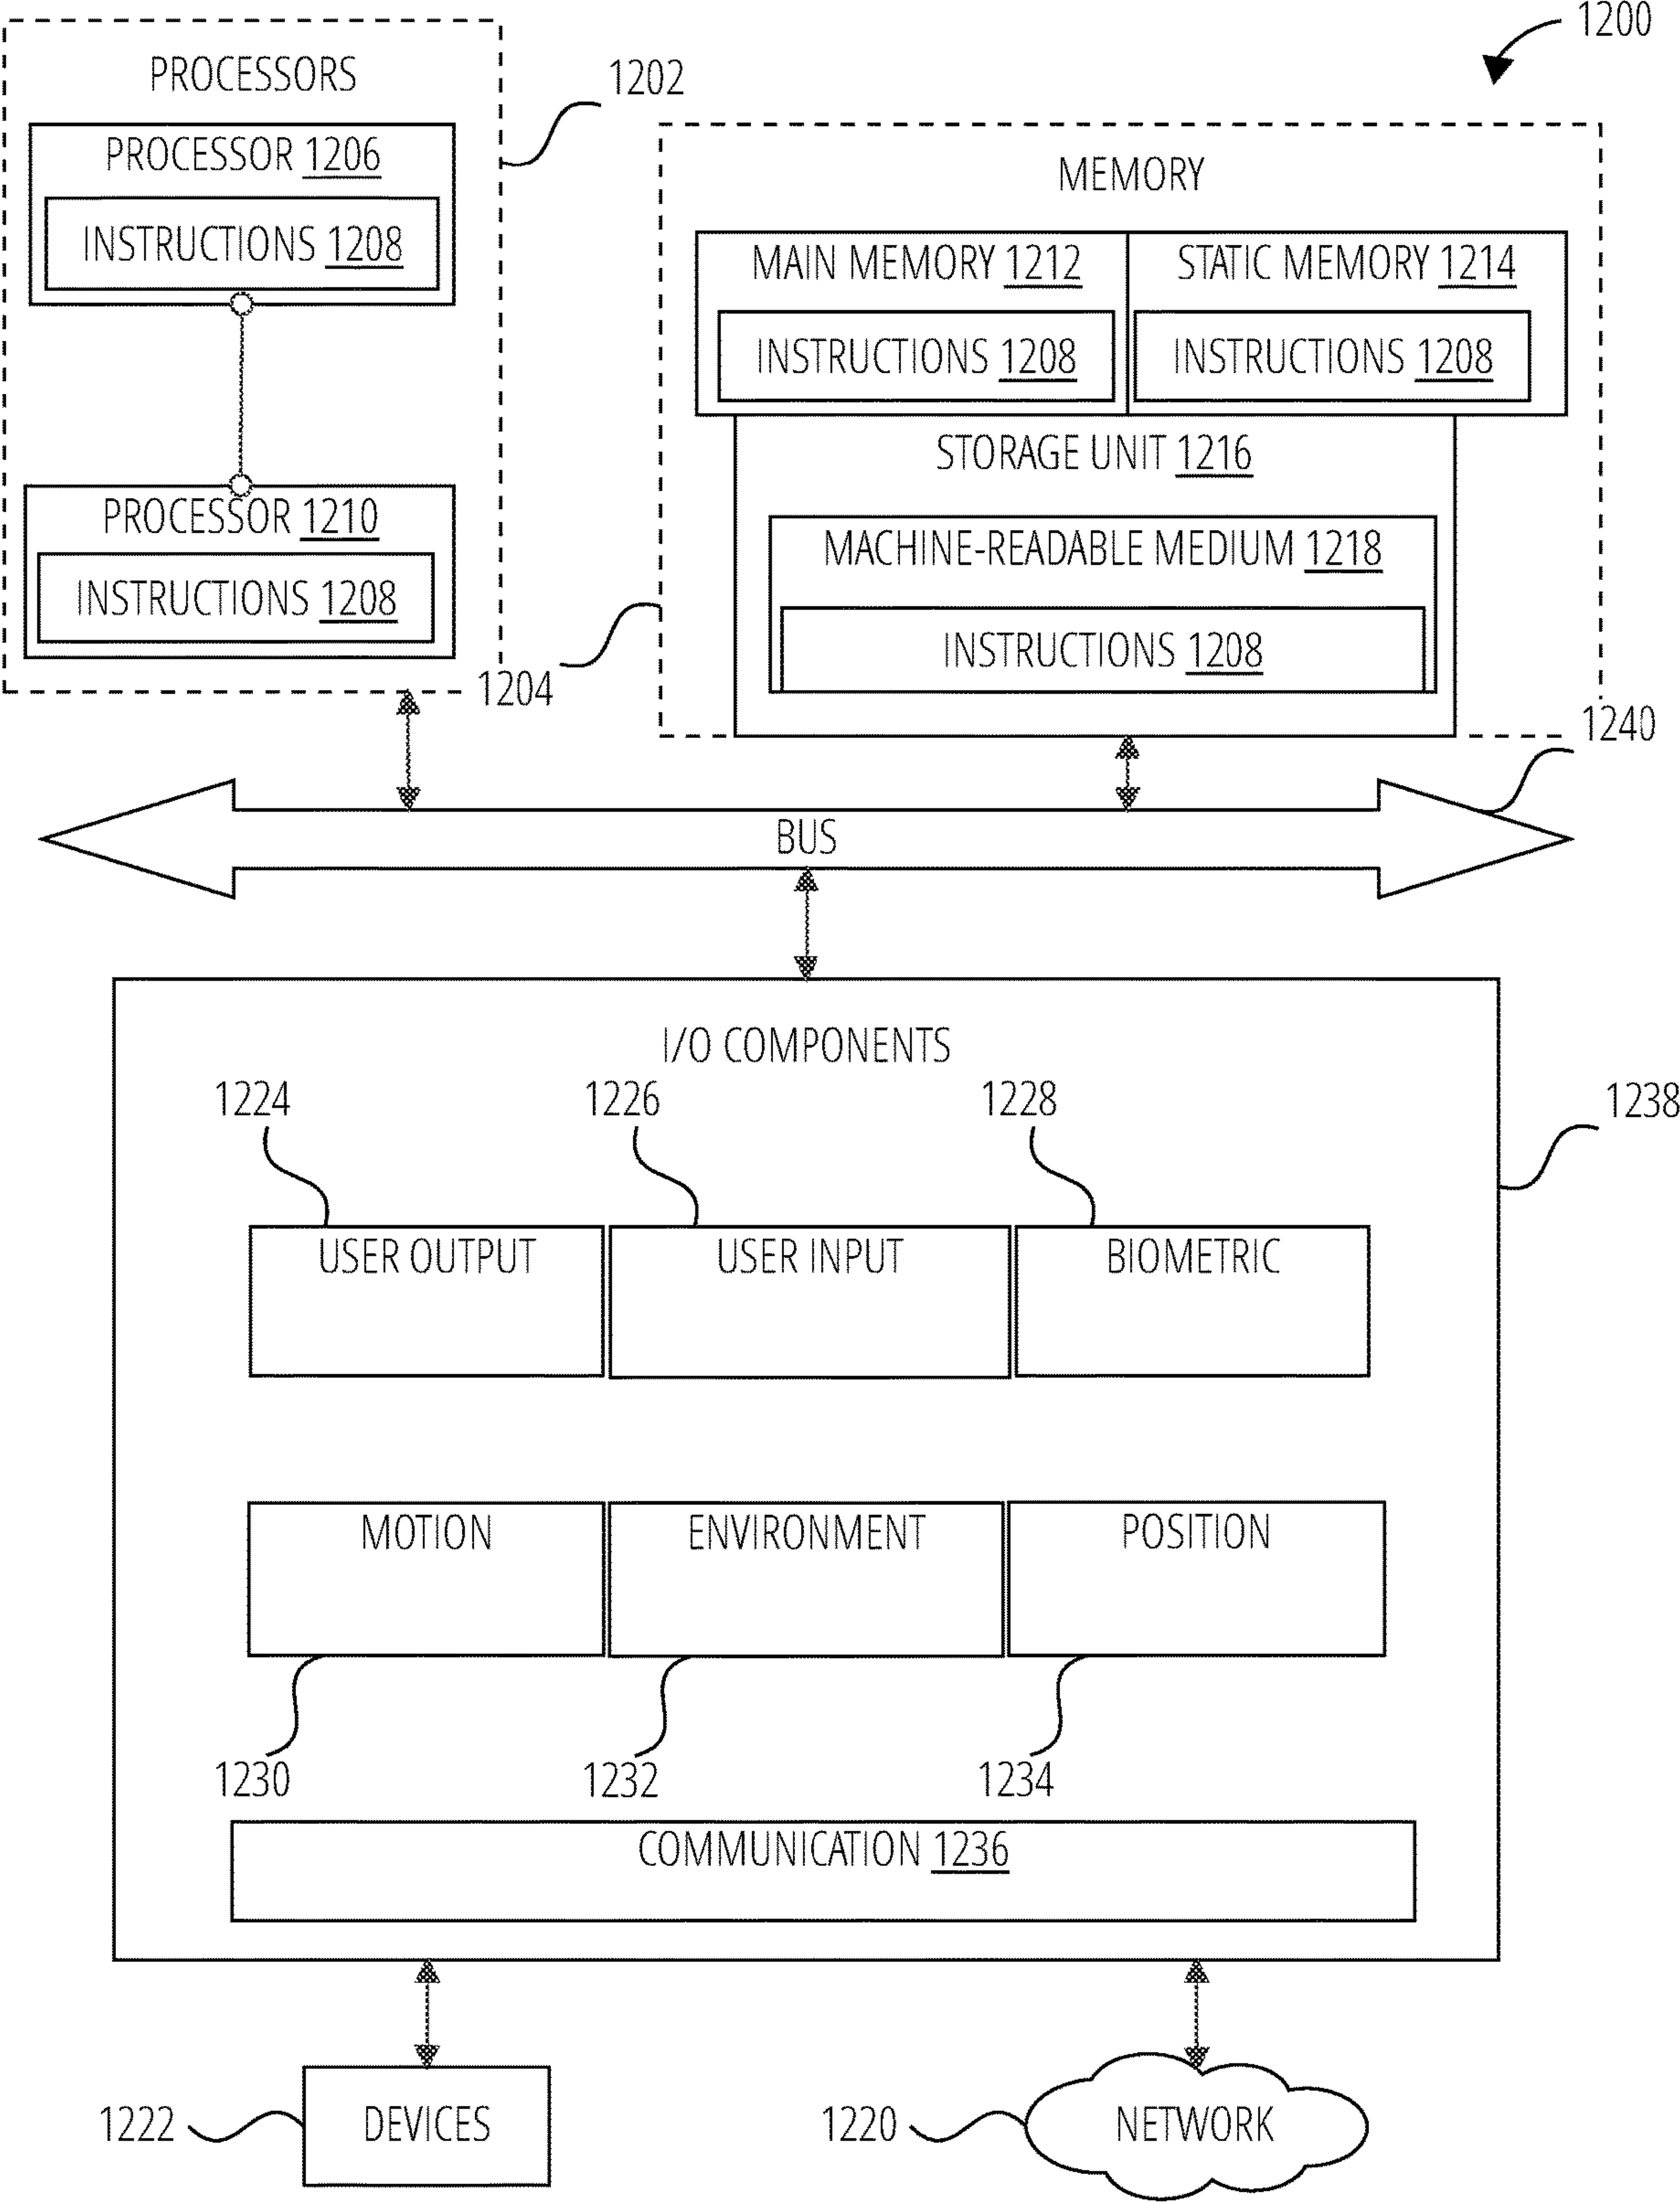 1200
PROCESSORS
1202
PROCESSOR 1206
INSTRUCTIONS 1208
MEMORY
MAIN MEMORY 1212
STATIC MEMORY 1214
INSTRUCTIONS 1208
INSTRUCTIONS 1208
STORAGE UNIT 1216
PROCESSOR 1210
INSTRUCTIONS 1208
MACHINE-READABLE MEDIUM 1218
INSTRUCTIONS 1208
1204
1240
BUS
I/O COMPONENTS
1224
1226
1228
1238
USER OUTPUT
USER INPUT
BIOMETRIC
MOTION
ENVIRONMENT
POSITION
1230
1232
1234
COMMUNICATION 1236
1222
DEVICES
1220
NETWORK